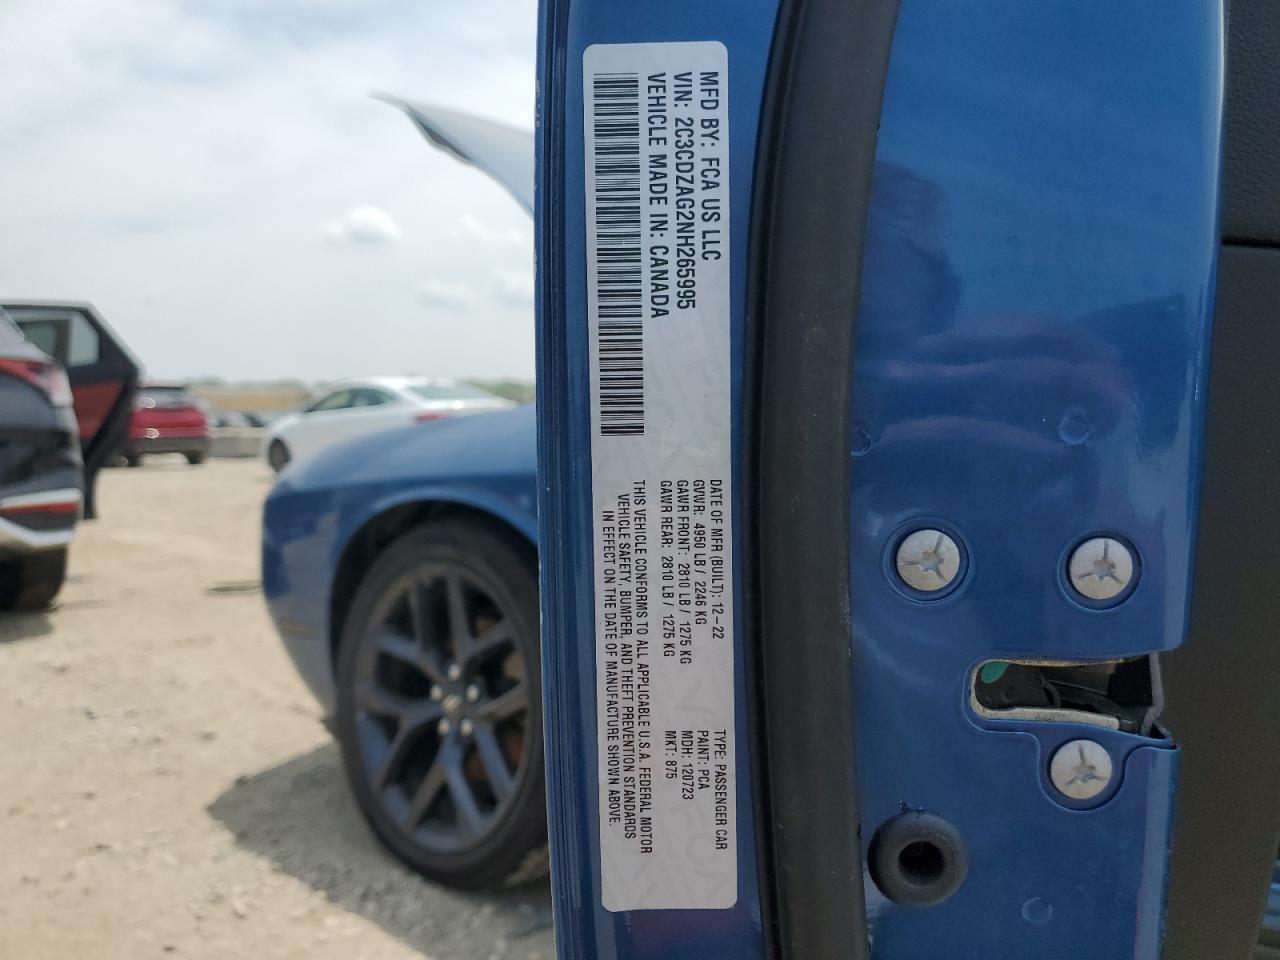 MFD BY: FCA US LLC
VIN: 2C3CDZAG2NH265995
VEHICLE MADE IN: CANADA
DATE OF MFR (BUILT): 12-22
GVWR: 4950 LB / 2246 KG
GAWR FRONT: 2810 LB / 1275 KG
GAWR REAR: 2810 LB / 1275 KG
TYPE: PASSENGER CAR
PAINT: PCA
MDH: 120723
MKT: 875
THIS VEHICLE CONFORMS TO ALL APPLICABLE U.S.A. FEDERAL MOTOR
VEHICLE SAFETY, BUMPER, AND THEFT PREVENTION STANDARDS
IN EFFECT ON THE DATE OF MANUFACTURE SHOWN ABOVE.